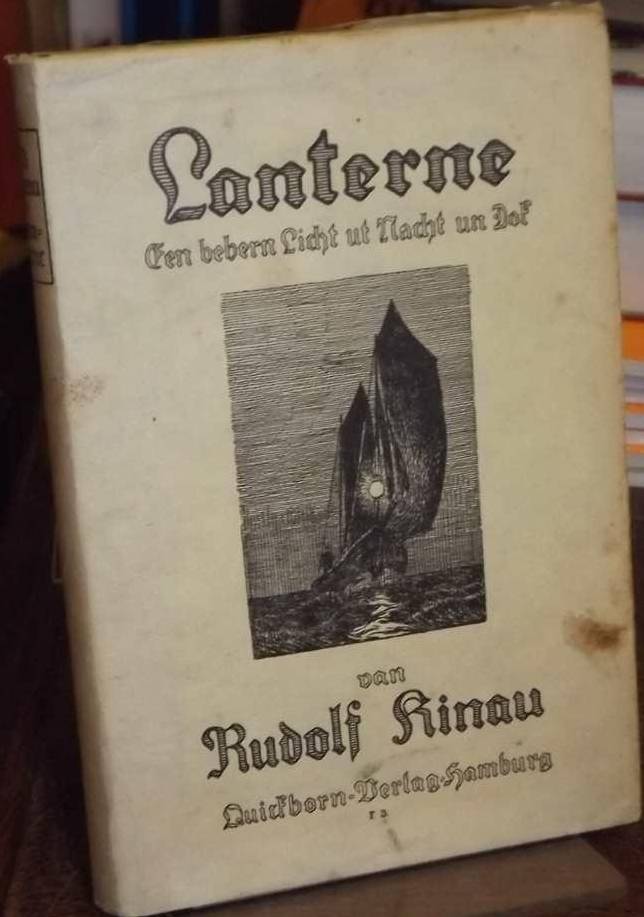 Lanterne
Een bebern Licht ut Nacht un Dok
van
Rudolf Kinau
Quickborn-Verlag-Hamburg